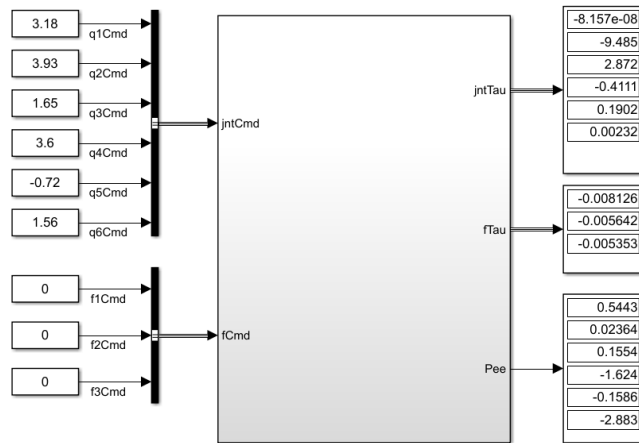 3.18
q1Cmd
3.93
q2Cmd
1.65
q3Cmd
3.6
q4Cmd
-0.72
q5Cmd
1.56
q6Cmd
0
f1Cmd
0
f2Cmd
0
f3Cmd
jntCmd
fCmd
jntTau
fTau
Pee
-8.157e-08
-9.485
2.872
-0.4111
0.1902
0.00232
-0.008126
-0.005642
-0.005353
0.5443
0.02364
0.1554
-1.624
-0.1586
-2.883